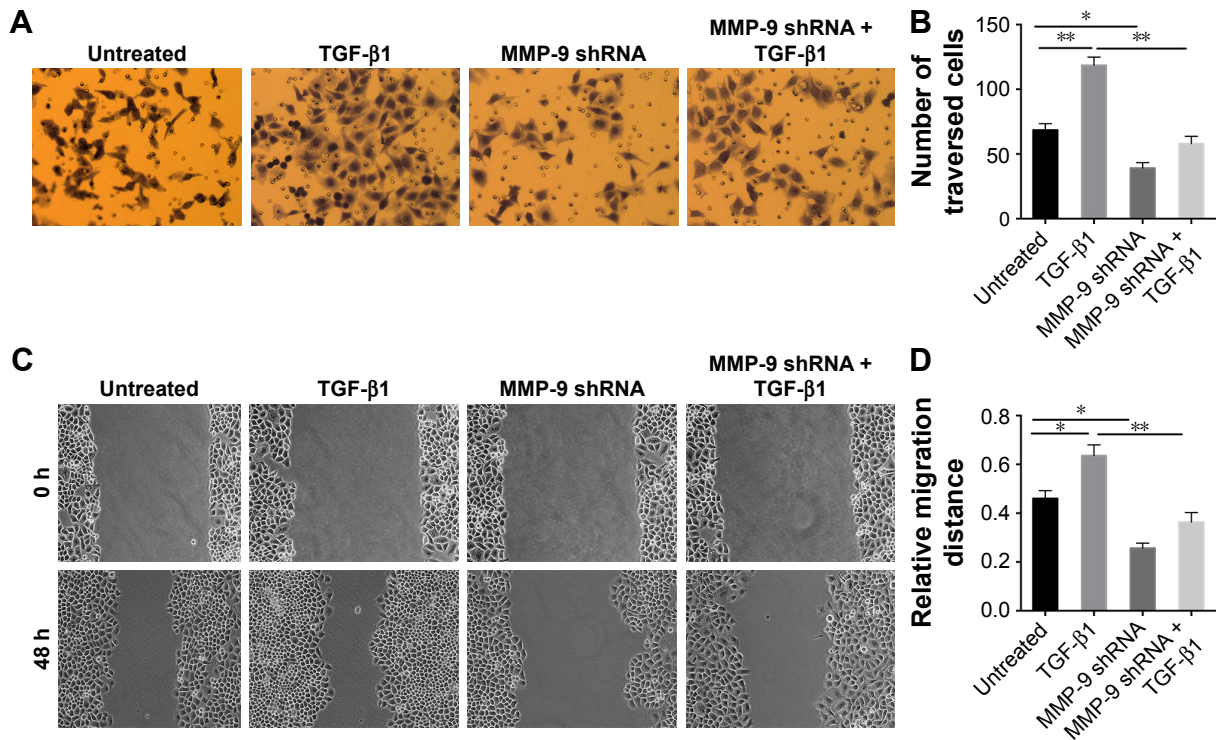 A
Untreated
TGF-β1
MMP-9 shRNA
MMP-9 shRNA +
TGF-β1
B
Number of
traversed cells
150
100
50
0
*
**
**
Untreated
TGF-β1
MMP-9 shRNA
MMP-9 shRNA +
TGF-β1
C
Untreated
TGF-β1
MMP-9 shRNA
MMP-9 shRNA +
TGF-β1
0 h
48 h
D
Relative migration
distance
0.8
0.6
0.4
0.2
0.0
*
*
**
Untreated
TGF-β1
MMP-9 shRNA
MMP-9 shRNA +
TGF-β1